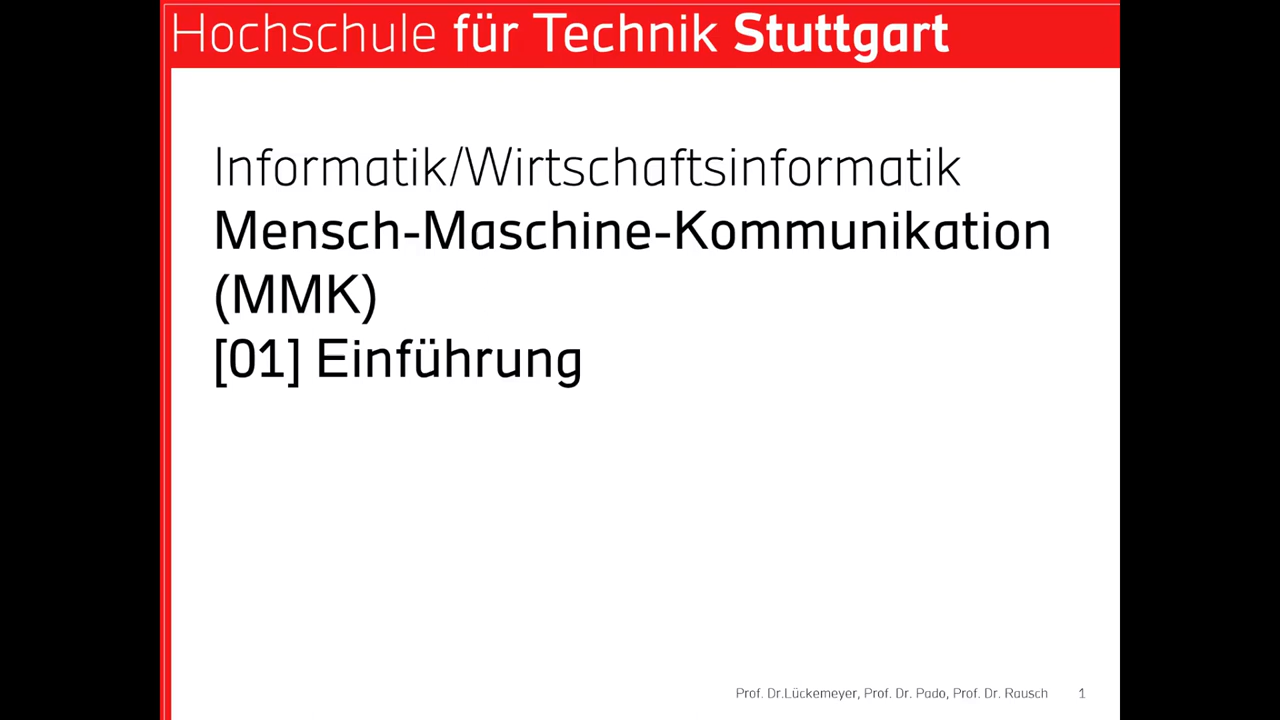 Hochschule für Technik Stuttgart
Informatik/Wirtschaftsinformatik
Mensch-Maschine-Kommunikation
(MMK)
[01] Einführung
Prof. Dr.Lückemeyer, Prof. Dr. Pado, Prof. Dr. Rausch 1